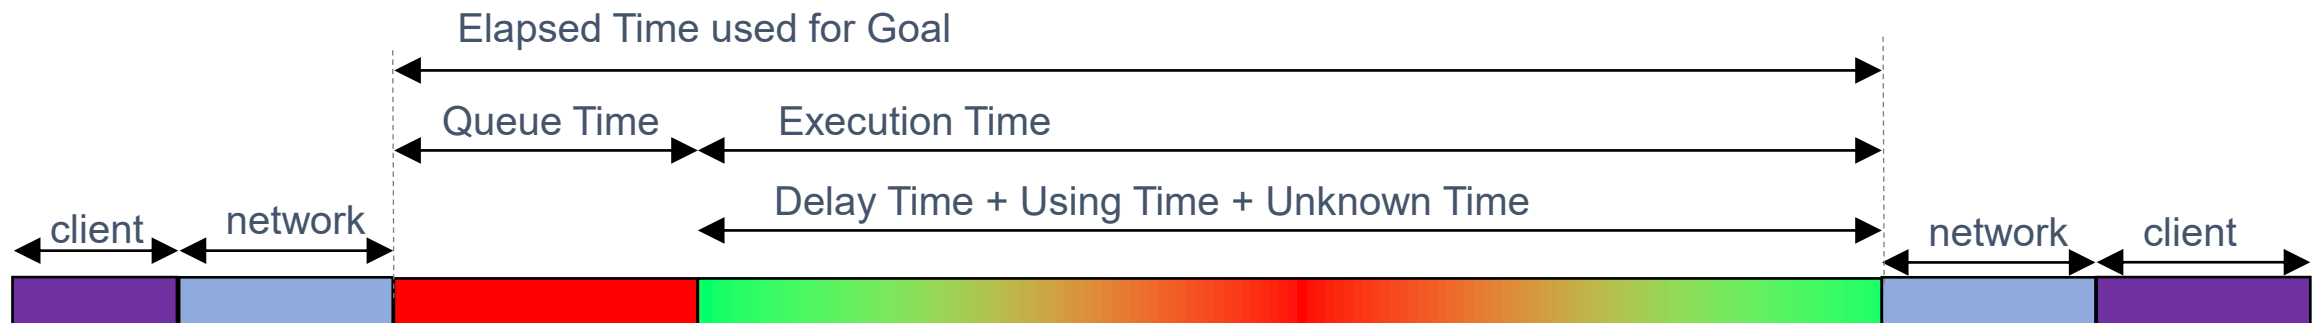 Elapsed Time used for Goal
Queue Time
Execution Time
Delay Time + Using Time + Unknown Time
client
network
network
client